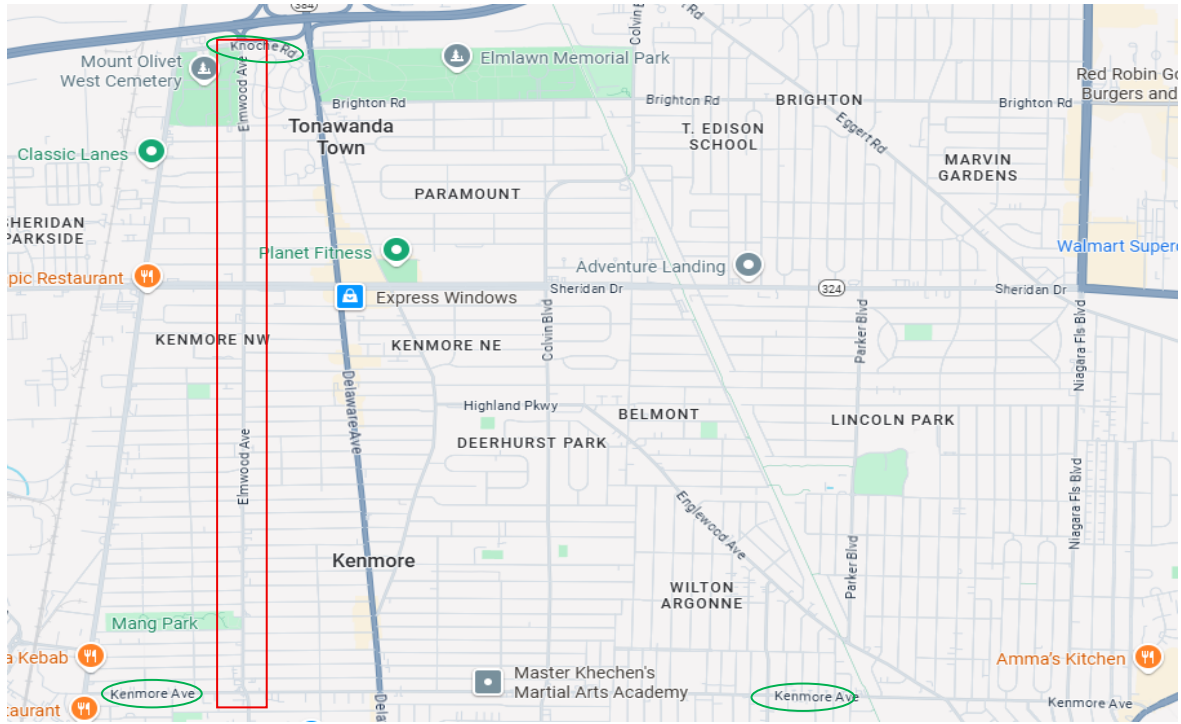 384
Colvin Bl
Knoche Rd
Mount Olivet
West Cemetery
Elmlawn Memorial Park
Red Robin Go
Burgers and
Elmwood Ave
Brighton Rd
Brighton Rd
BRIGHTON
Brighton Rd
Tonawanda
Town
T. EDISON
SCHOOL
Eggert Rd
Classic Lanes
MARVIN
GARDENS
PARAMOUNT
SHERIDAN
PARKSIDE
Planet Fitness
Walmart Superc
Adventure Landing
pic Restaurant
Sheridan Dr
324
Sheridan Dr
Express Windows
KENMORE NW
KENMORE NE
Colvin Blvd
Parker Blvd
Niagara Fls Blvd
Delaware Ave
Highland Pkwy
BELMONT
LINCOLN PARK
DEERHURST PARK
Elmwood Ave
Englewood Ave
Niagara Fls Blvd
Kenmore
Parker Blvd
WILTON
ARGONNE
Mang Park
a Kebab
Amma's Kitchen
Master Khechen's
Martial Arts Academy
Kenmore Ave
Kenmore Ave
Kenmore Ave
taurant
Del